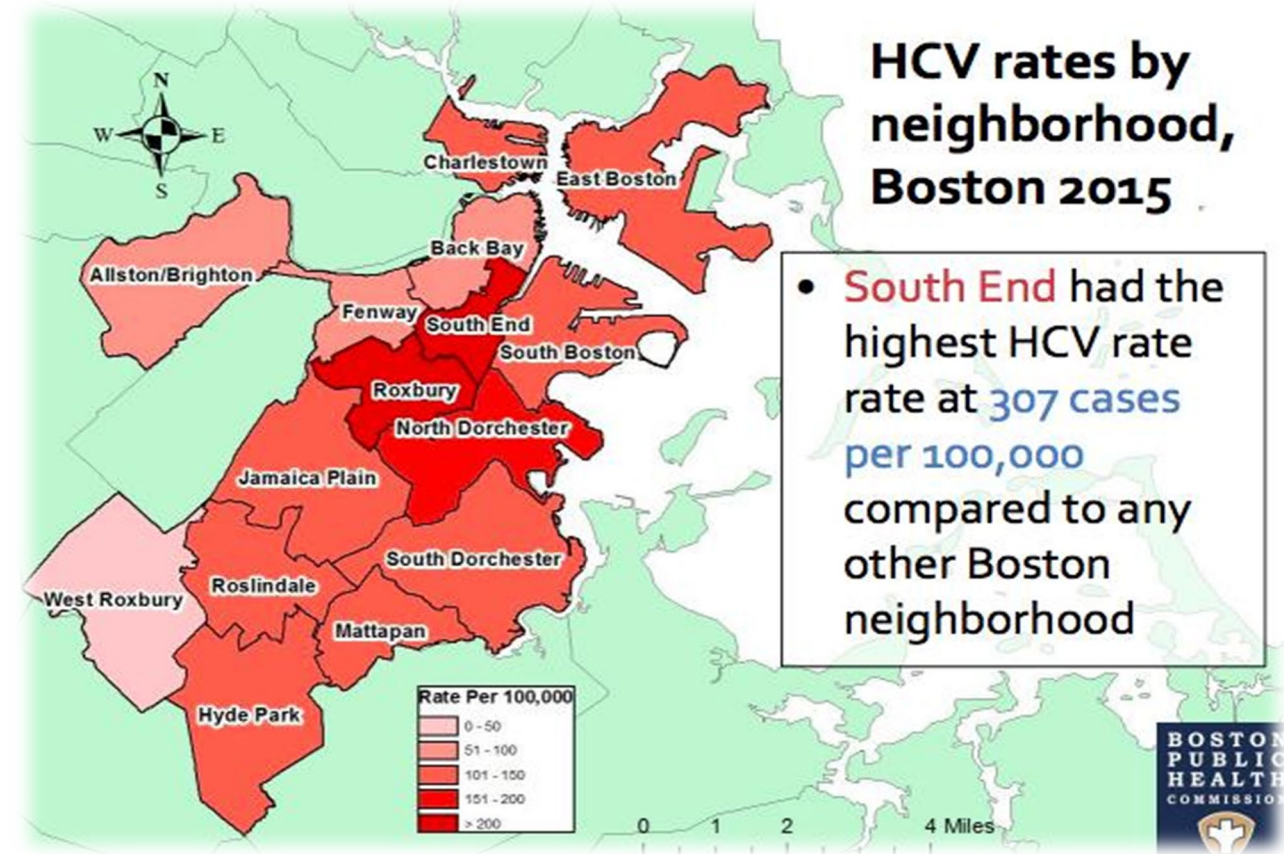 HCV rates by
neighborhood,
Boston 2015
N
W
E
S
Charlestown
East Boston
Back Bay
Allston/Brighton
Fenway
South End
South Boston
Roxbury
North Dorchester
Jamaica Plain
South Dorchester
Roslindale
West Roxbury
Mattapan
Hyde Park
• South End had the
highest HCV rate
rate at 307 cases
per 100,000
compared to any
other Boston
neighborhood
Rate Per 100,000
0 - 50
51 - 100
101 - 150
151 - 200
> 200
0 1 2 4 Miles
BOSTON
PUBLIC
HEALTH
COMMISSIO